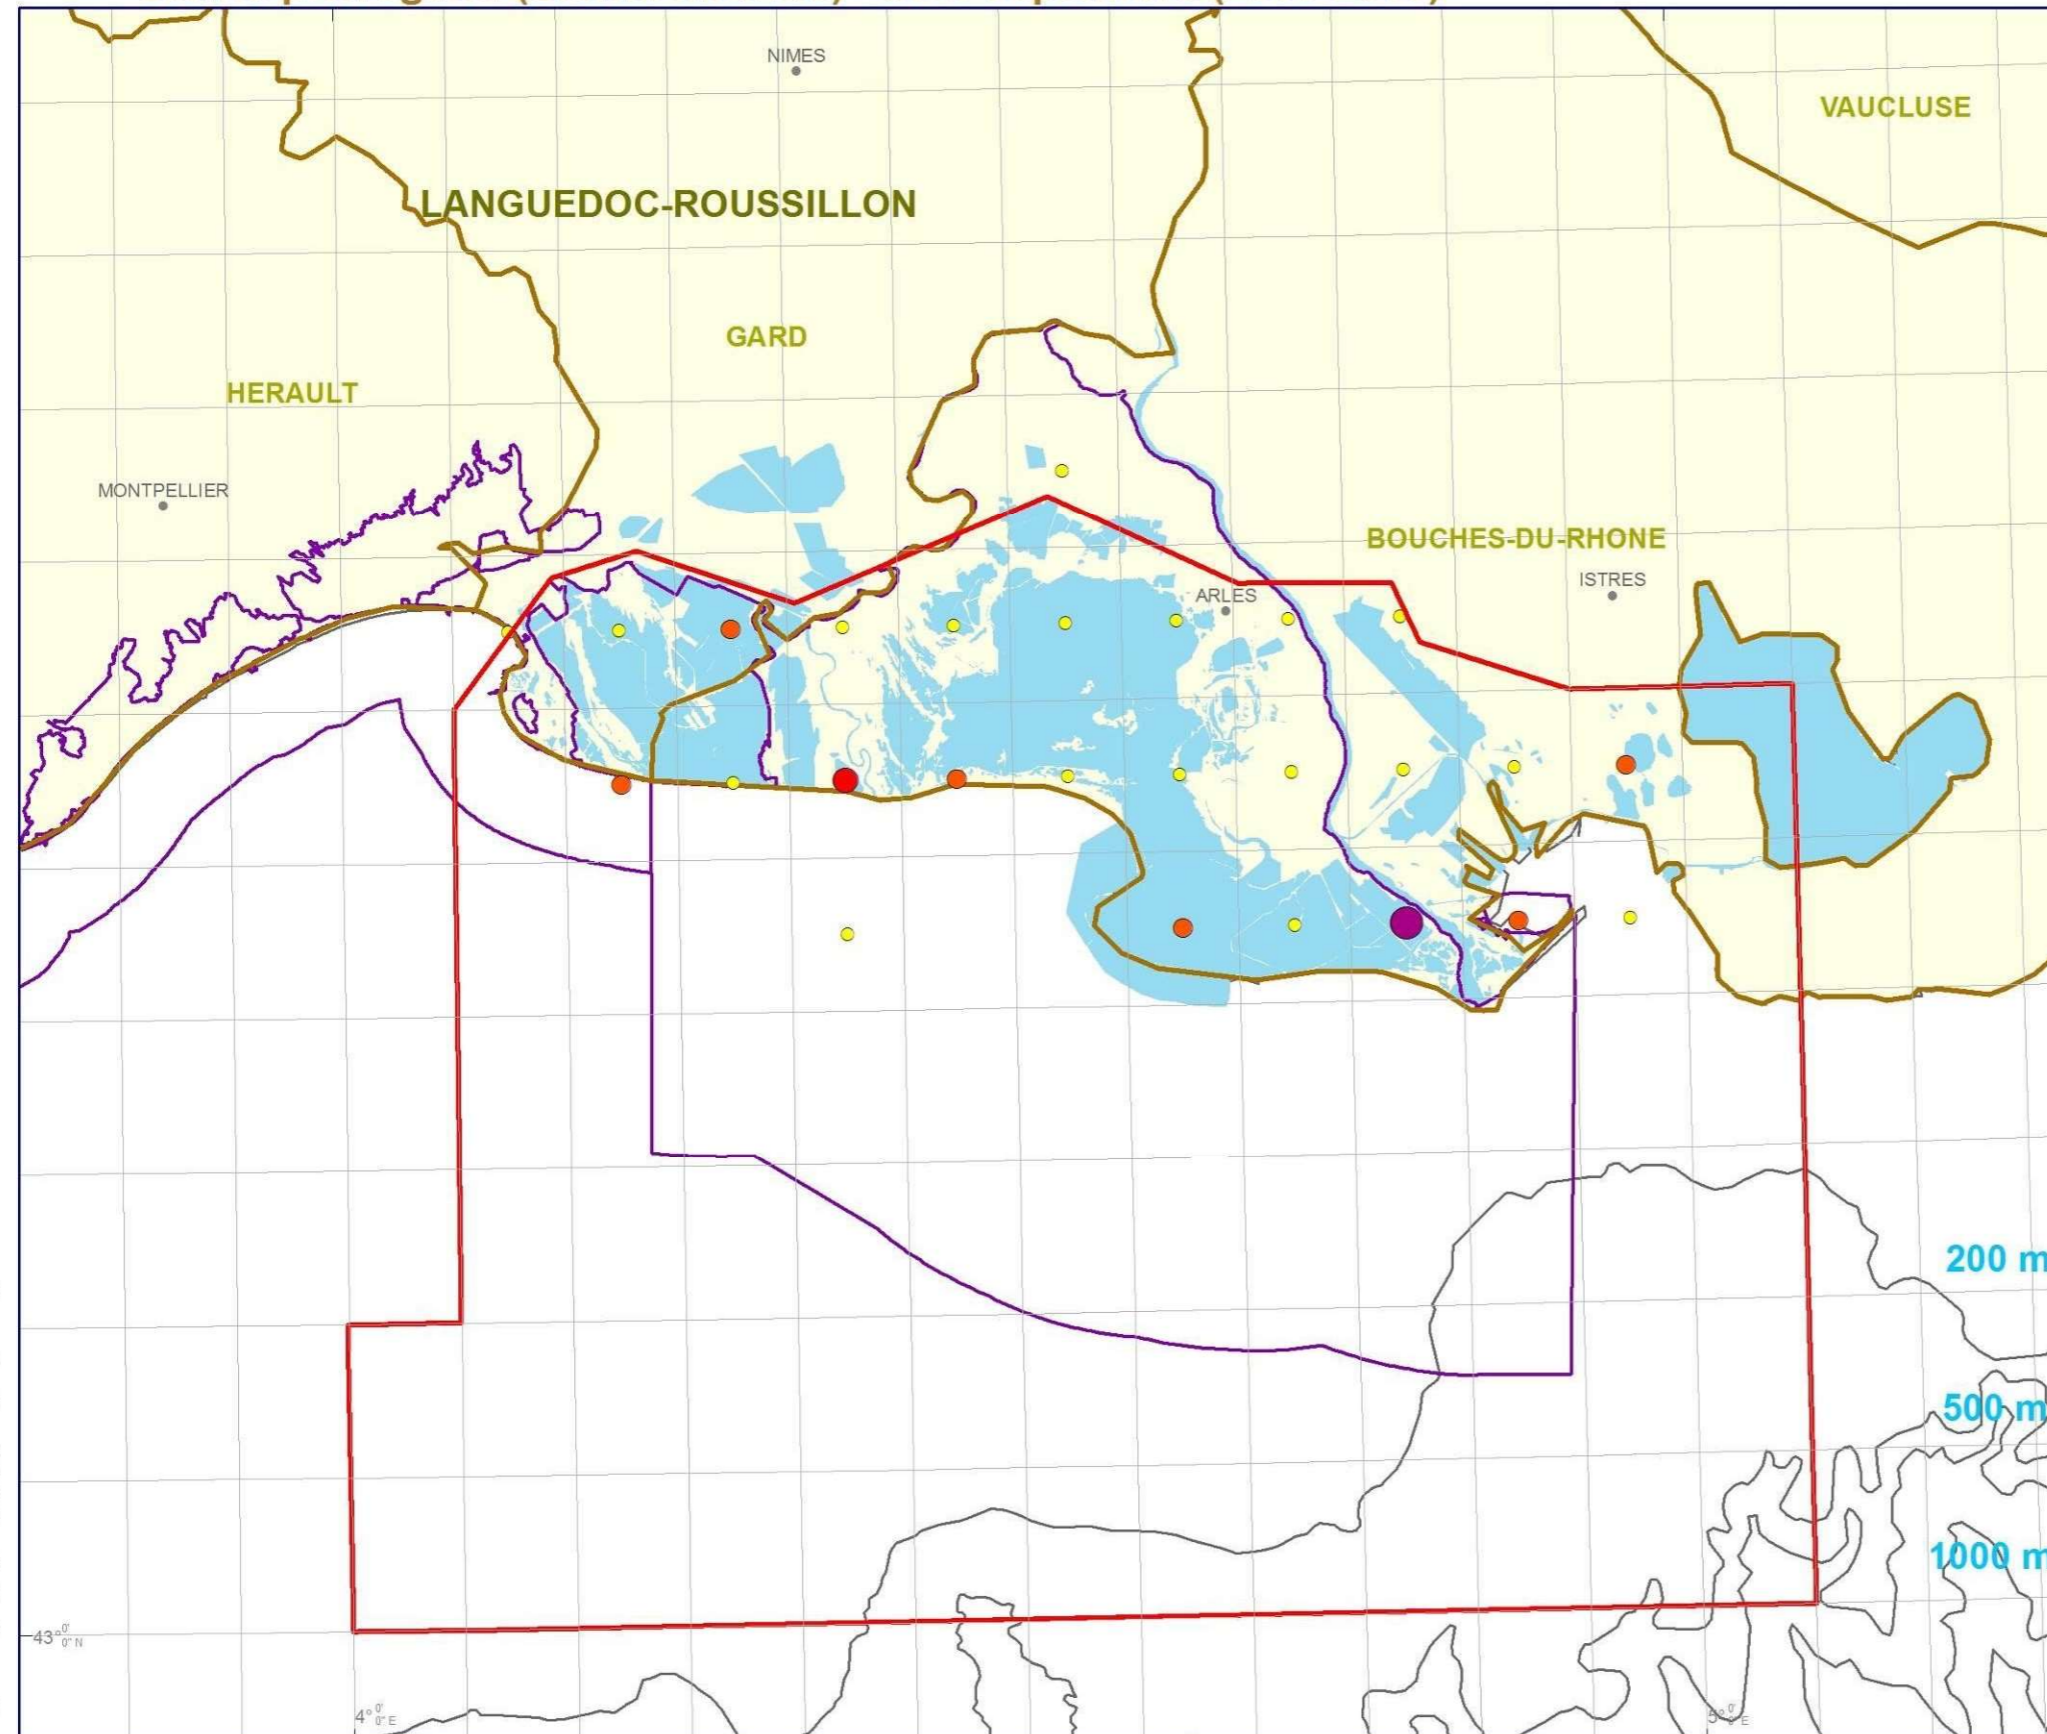 NIMES
VAUCLUSE
LANGUEDOC-ROUSSILLON
GARD
HERAULT
MONTPELLIER
BOUCHES-DU-RHONE
ISTRES
ARLES
200 m
500 m
1000 m
43° 0' 0" N
4° 0' 0" E
5° 0' 0" E